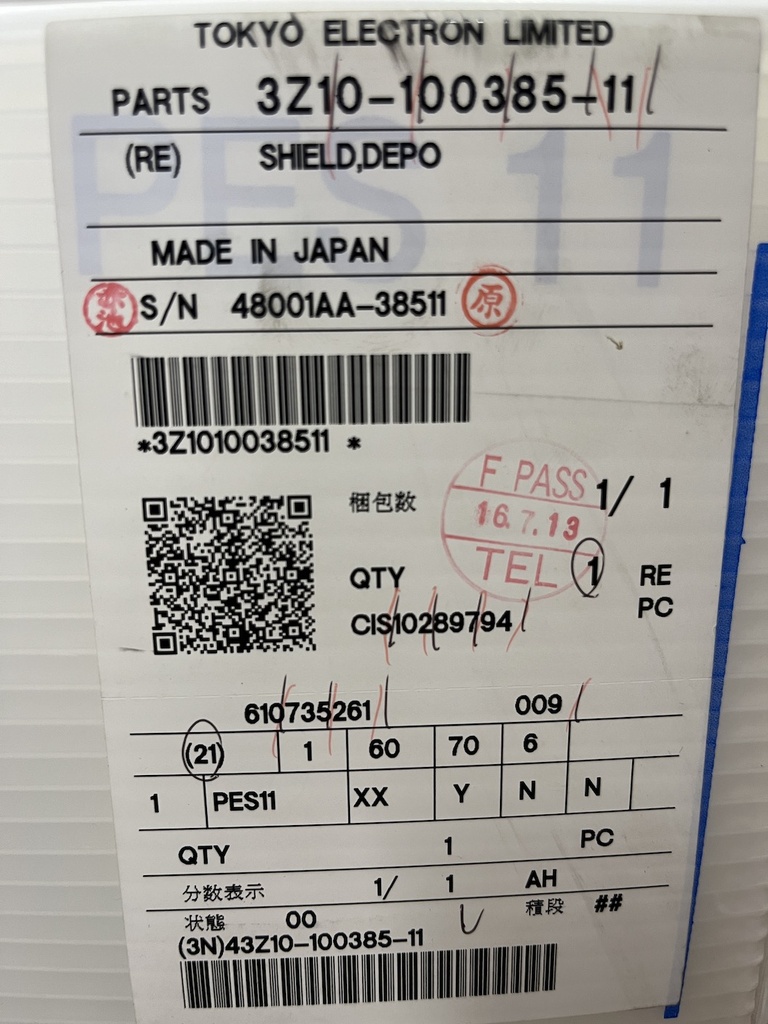 TOKYO ELECTRON LIMITED
PARTS 3Z10-100385-11
(RE) SHIELD,DEPO
PES 11
MADE IN JAPAN
赤池 S/N 48001AA-38511 原
*3Z1010038511 *
梱包数 1/ 1
F PASS
16.7.13
TEL
QTY 1 RE
PC
CIS10289794
610735261 009
(21) 1 60 70 6
1 PES11 XX Y N N
QTY 1 PC
分数表示 1/ 1 AH
状態 00 積段 ##
(3N)43Z10-100385-11